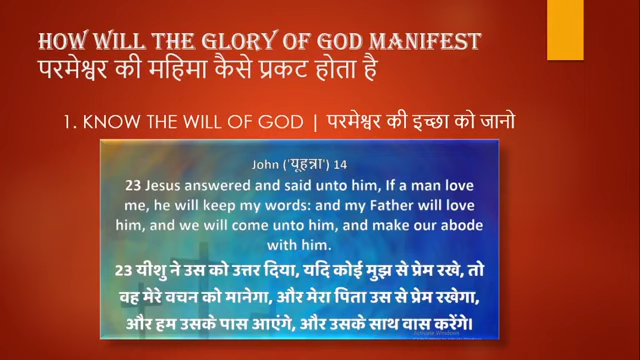 HOW WILL THE GLORY OF GOD MANIFEST
परमेश्वर की महिमा कैसे प्रकट होता है
1. KNOW THE WILL OF GOD | परमेश्वर की इच्छा को जानो
John ('यूहन्ना') 14
23 Jesus answered and said unto him, If a man love
me, he will keep my words: and my Father will love
him, and we will come unto him, and make our abode
with him.
23 यीशु ने उस को उत्तर दिया, यदि कोई मुझ से प्रेम रखे, तो
वह मेरे वचन को मानेगा, और मेरा पिता उस से प्रेम रखेगा,
और हम उसके पास आएंगे, और उसके साथ वास करेंगे।
Activate Windows